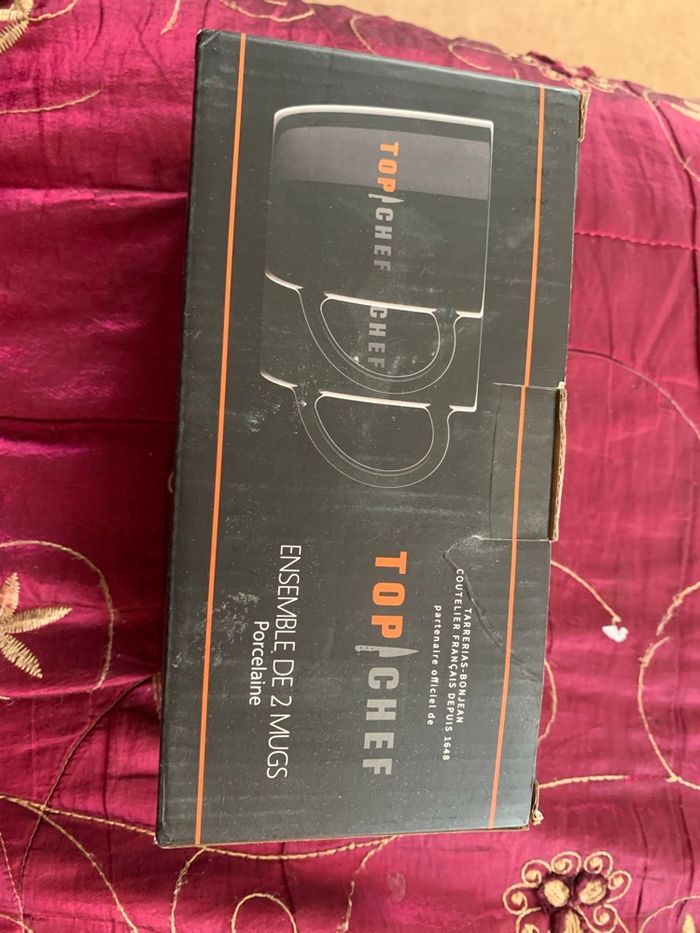 TOP CHEF
CHEF
TARRERIAS-BONJEAN
COUTELIER FRANÇAIS DEPUIS 1648
partenaire officiel de
TOP CHEF
ENSEMBLE DE 2 MUGS
Porcelaine